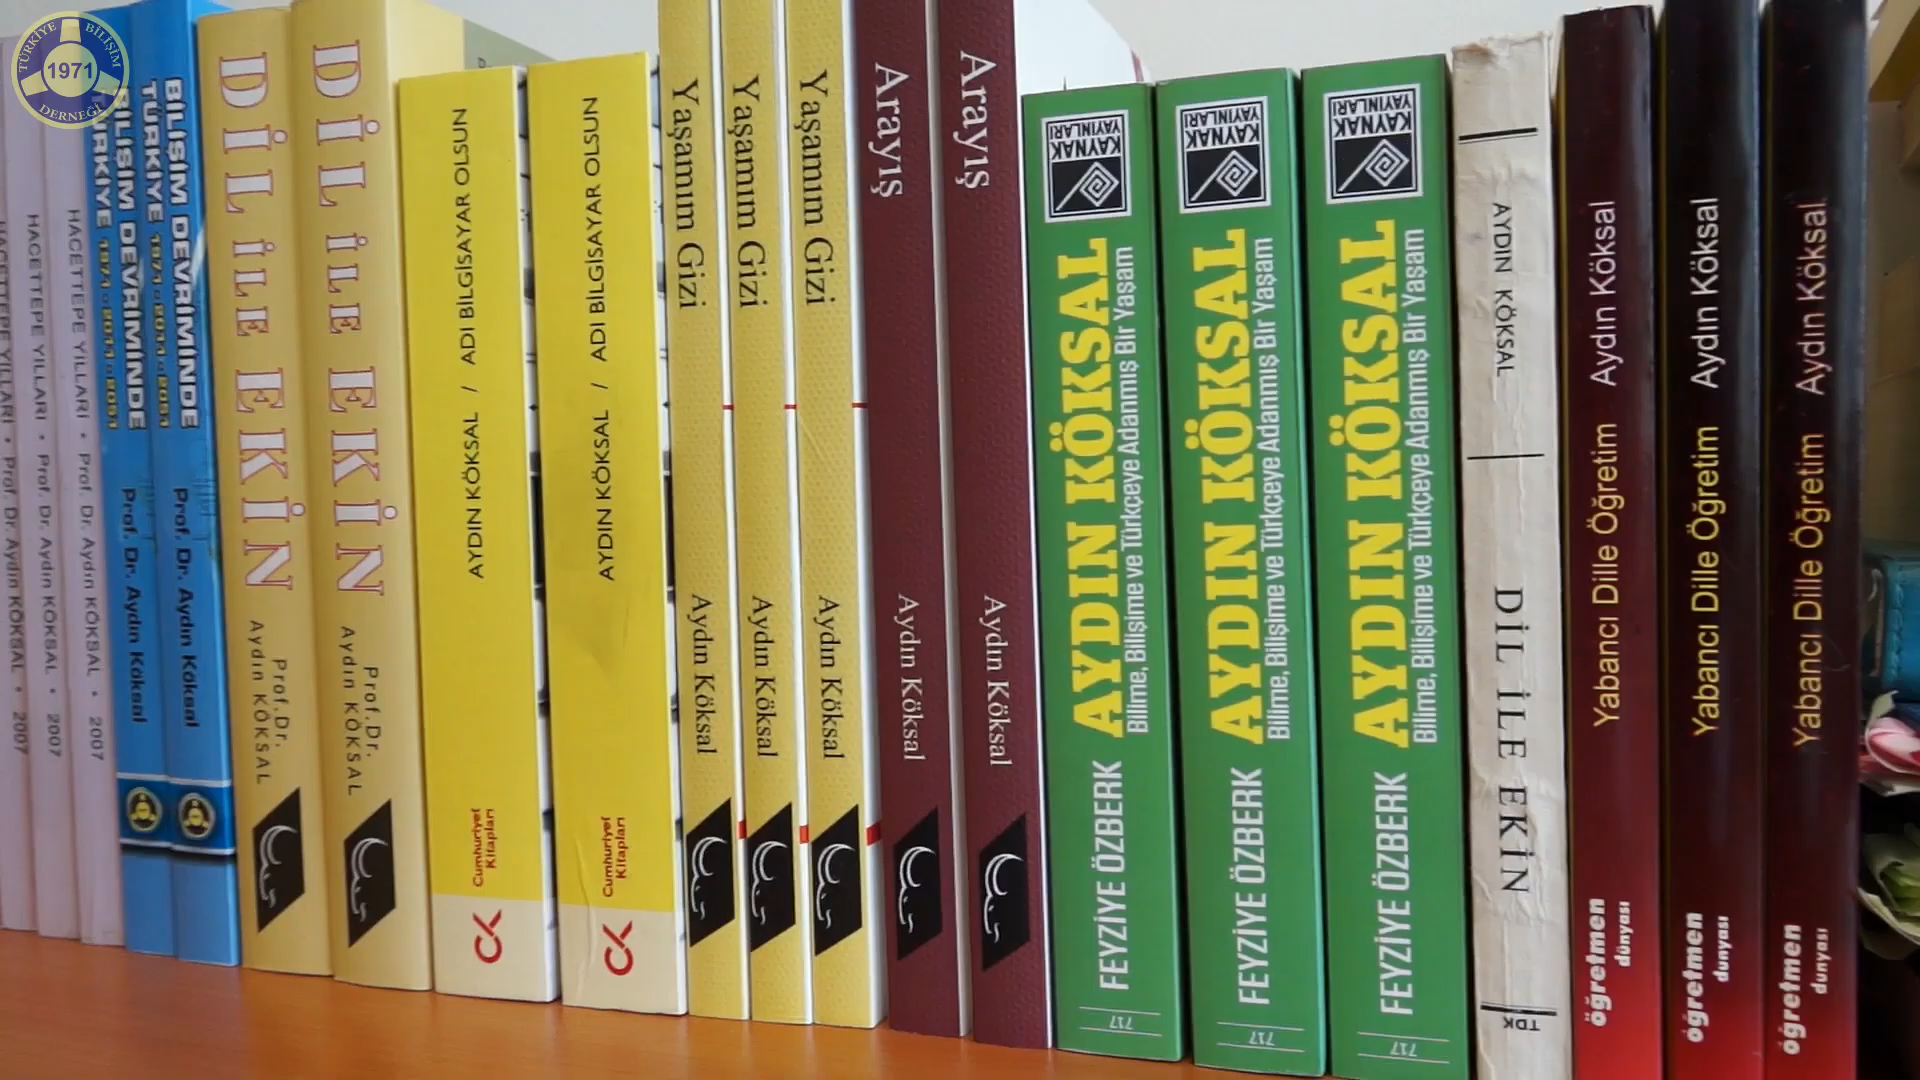 TÜRKİYE BİLİŞİM
1971
DERNEĞİ
HACETTEPE YILLARI • Prof. Dr. Aydın KÖKSAL • 2007
HACETTEPE YILLARI • Prof. Dr. Aydın KÖKSAL • 2007
HACETTEPE YILLARI • Prof. Dr. Aydın KÖKSAL • 2007
BİLİŞİM DEVRİMİNDE
TÜRKİYE 1971-2011-2051
Prof. Dr. Aydın Köksal
BİLİŞİM DEVRİMİNDE
TÜRKİYE 1971-2011-2051
Prof. Dr. Aydın Köksal
DİL İLE EKİN
Prof. Dr.
Aydın KÖKSAL
DİL İLE EKİN
Prof. Dr.
Aydın KÖKSAL
AYDIN KÖKSAL / ADI BİLGİSAYAR OLSUN
Cumhuriyet
Kitapları
CK
AYDIN KÖKSAL / ADI BİLGİSAYAR OLSUN
Cumhuriyet
Kitapları
CK
Yaşamım Gizi
Aydın Köksal
Yaşamım Gizi
Aydın Köksal
Yaşamım Gizi
Aydın Köksal
Arayış
Aydın Köksal
Arayış
Aydın Köksal
KAYNAK
YAYINLARI
FEYZİYE ÖZBERK AYDIN KÖKSAL
Bilime, Bilişime ve Türkçeye Adanmış Bir Yaşam
717
KAYNAK
YAYINLARI
FEYZİYE ÖZBERK AYDIN KÖKSAL
Bilime, Bilişime ve Türkçeye Adanmış Bir Yaşam
717
KAYNAK
YAYINLARI
FEYZİYE ÖZBERK AYDIN KÖKSAL
Bilime, Bilişime ve Türkçeye Adanmış Bir Yaşam
717
AYDIN KÖKSAL
DİL İLE EKİN
TDK
öğretmen
dünyası
Yabancı Dille Öğretim Aydın Köksal
öğretmen
dünyası
Yabancı Dille Öğretim Aydın Köksal
öğretmen
dünyası
Yabancı Dille Öğretim Aydın Köksal